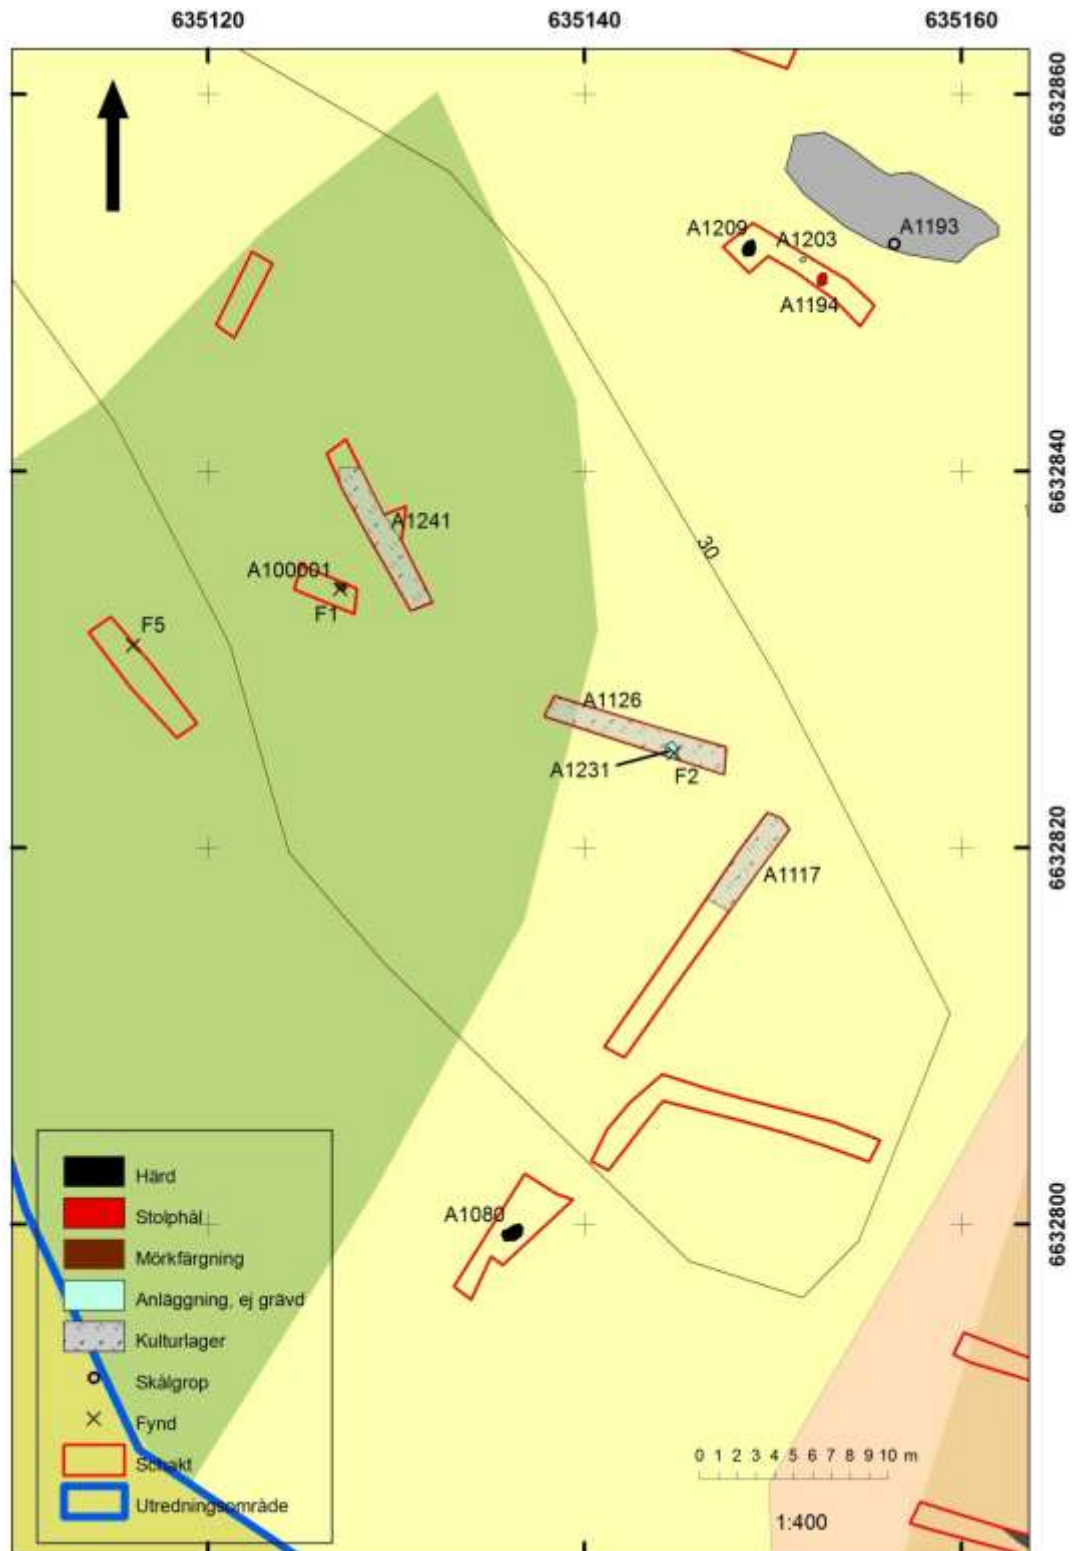 635120 635140 635160
6632860
A1193
A1209
A1203
A1194
6632840
A1241
30
A100001
F1
F5
A1126
A1231
F2
6632820
A1117
A1080
6632800
Härd
Stolphål
Mörkfärgning
Anläggning, ej grävd
Kulturlager
Skålgrop
Fynd
Schakt
Utredningsområde
0 1 2 3 4 5 6 7 8 9 10 m
1:400